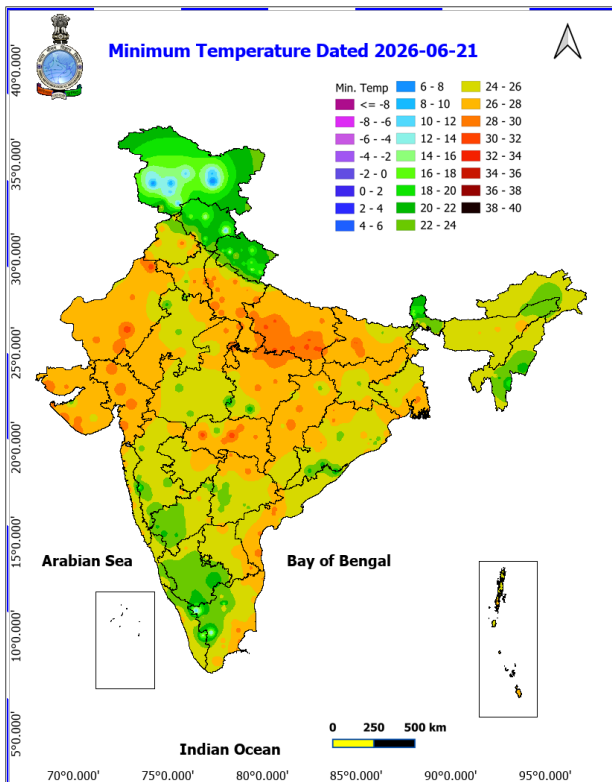 Minimum Temperature Dated 2026-06-21
Min. Temp
<= -8
-8 - -6
-6 - -4
-4 - -2
-2 - 0
0 - 2
2 - 4
4 - 6
6 - 8
8 - 10
10 - 12
12 - 14
14 - 16
16 - 18
18 - 20
20 - 22
22 - 24
24 - 26
26 - 28
28 - 30
30 - 32
32 - 34
34 - 36
36 - 38
38 - 40
40°0.000'
35°0.000'
30°0.000'
25°0.000'
20°0.000'
15°0.000'
10°0.000'
5°0.000'
Arabian Sea
Bay of Bengal
Indian Ocean
0 250 500 km
70°0.000' 75°0.000' 80°0.000' 85°0.000' 90°0.000' 95°0.000'